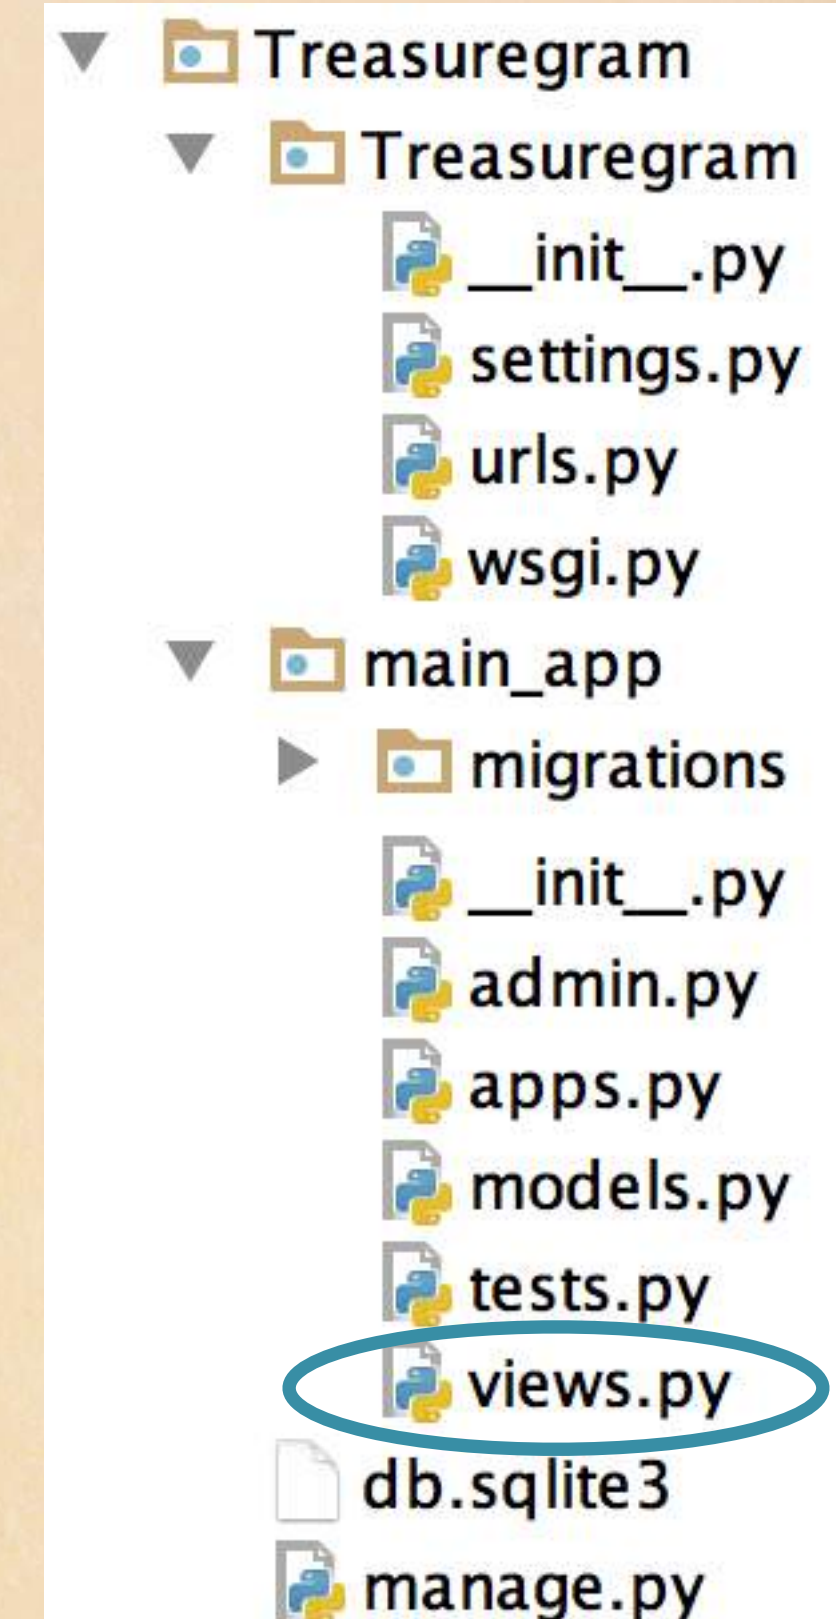 Treasuregram
Treasuregram
__init__.py
settings.py
urls.py
wsgi.py
main_app
migrations
__init__.py
admin.py
apps.py
models.py
tests.py
views.py
db.sqlite3
manage.py